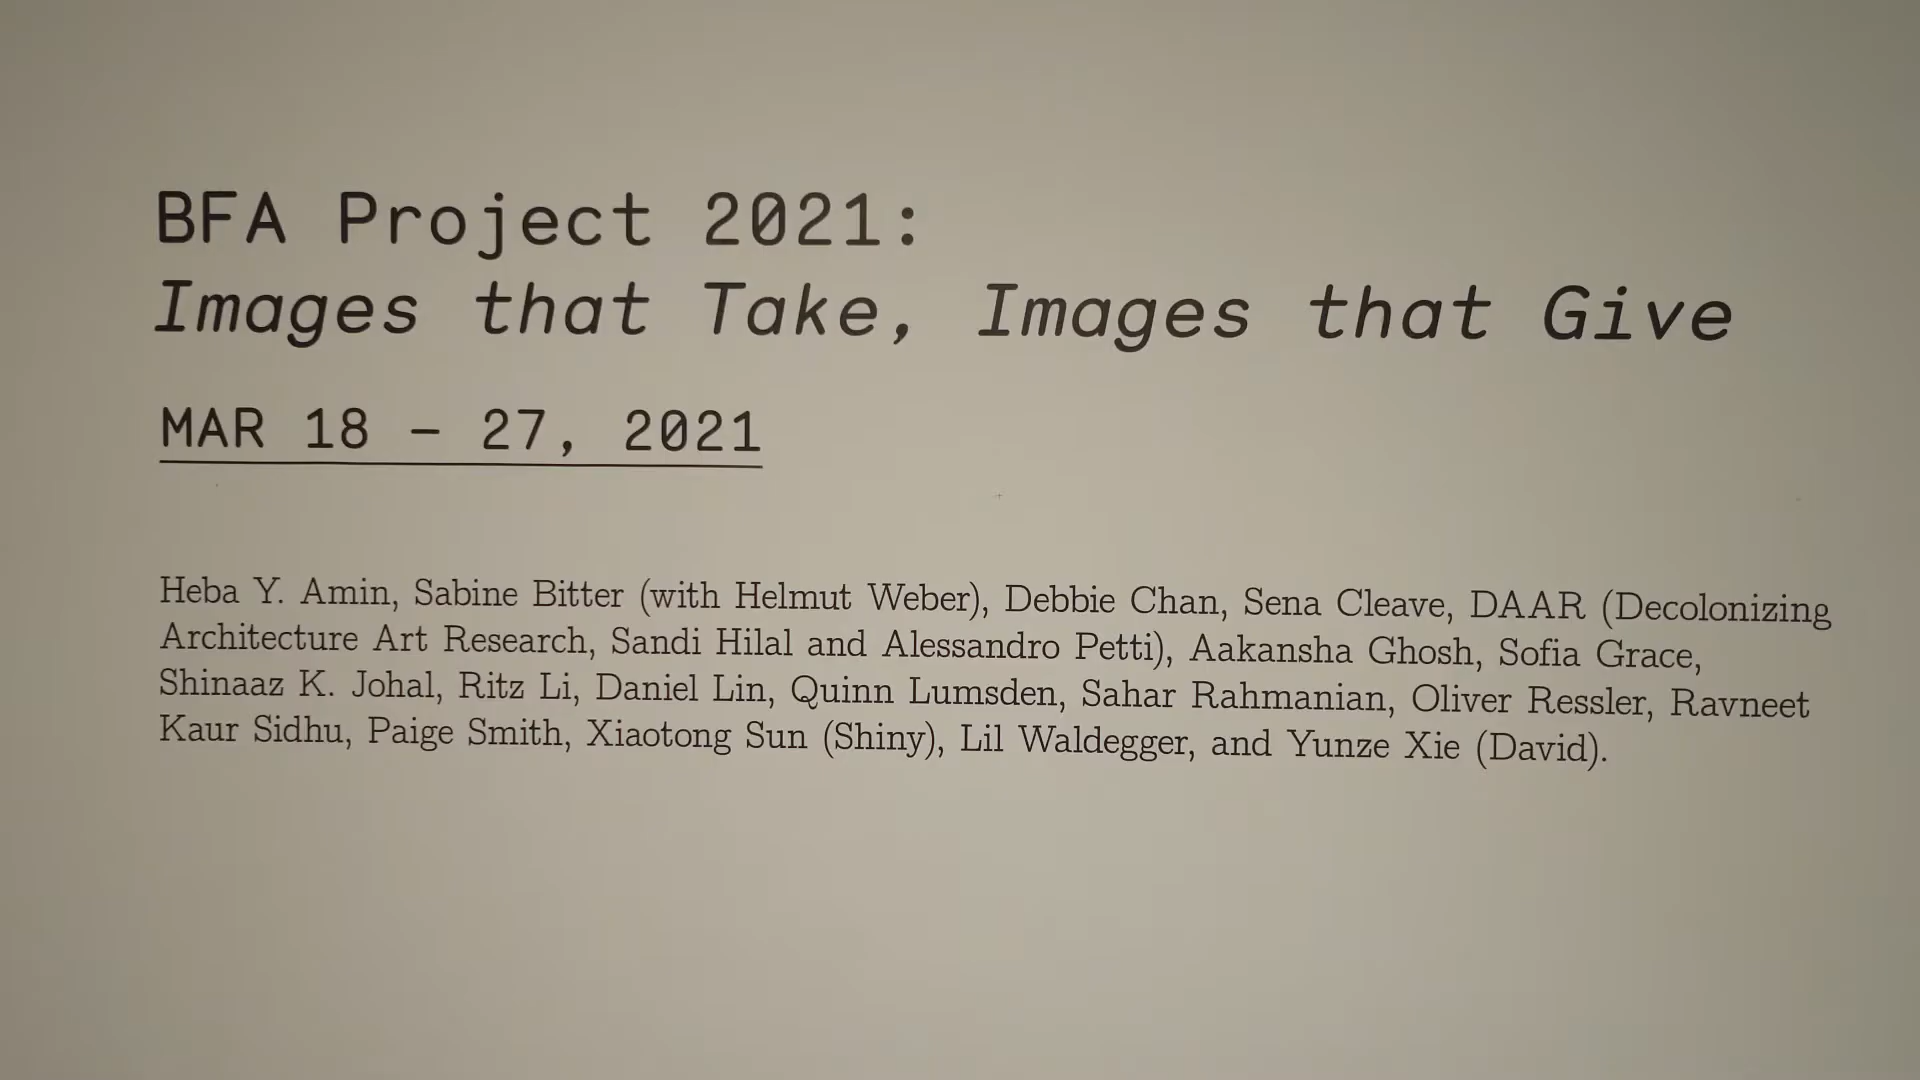 BFA Project 2021:
Images that Take, Images that Give
MAR 18 – 27, 2021
Heba Y. Amin, Sabine Bitter (with Helmut Weber), Debbie Chan, Sena Cleave, DAAR (Decolonizing
Architecture Art Research, Sandi Hilal and Alessandro Petti), Aakansha Ghosh, Sofia Grace,
Shinaaz K. Johal, Ritz Li, Daniel Lin, Quinn Lumsden, Sahar Rahmanian, Oliver Ressler, Ravneet
Kaur Sidhu, Paige Smith, Xiaotong Sun (Shiny), Lil Waldegger, and Yunze Xie (David).